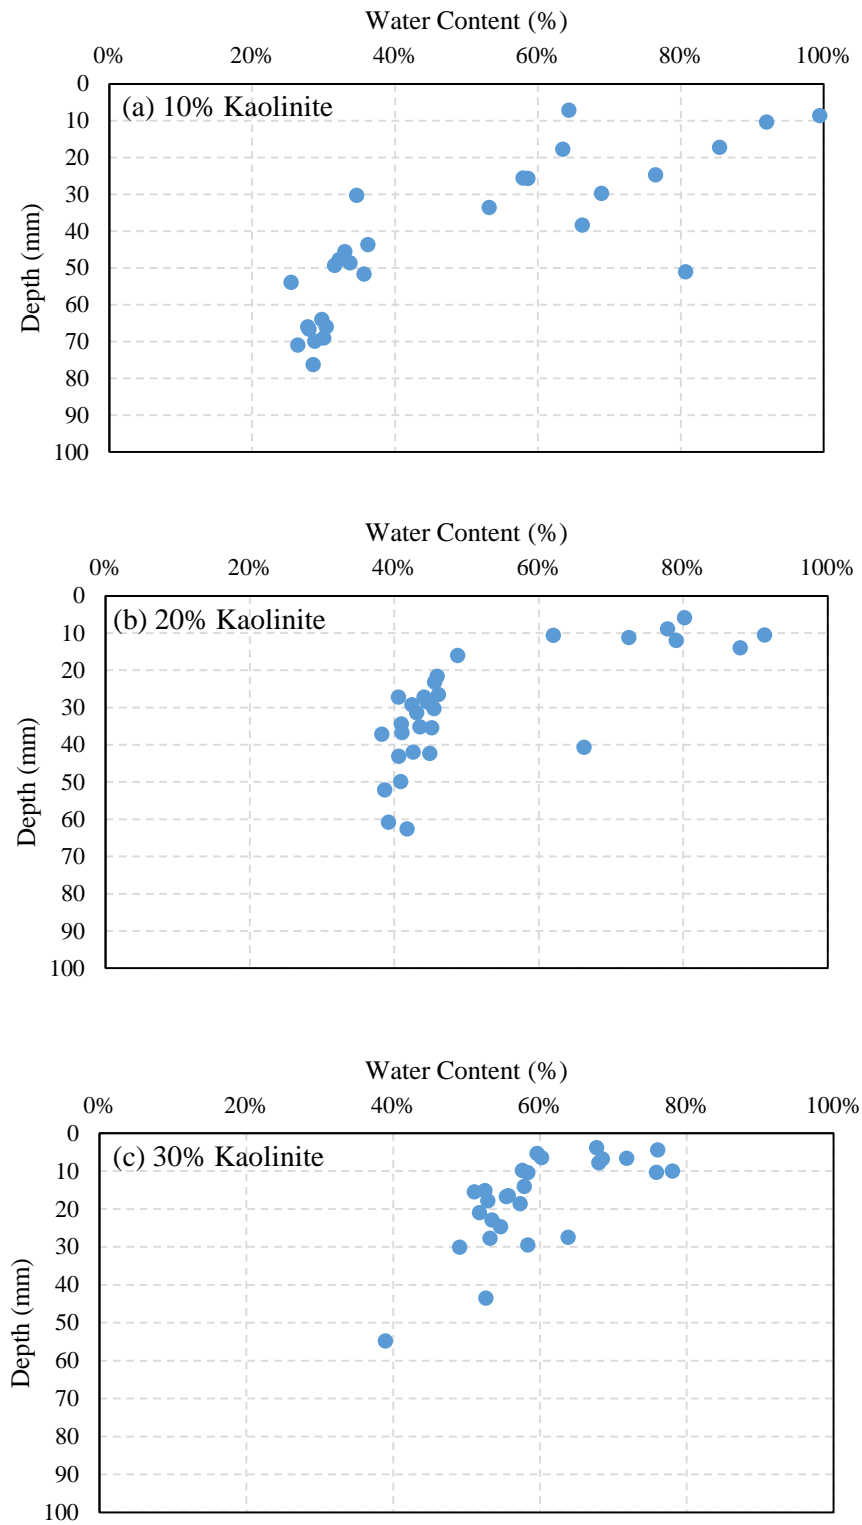 Water Content (%)
0% 20% 40% 60% 80% 100%
0
(a) 10% Kaolinite
10
20
30
40
50
60
70
80
90
100
Depth (mm)
Water Content (%)
0% 20% 40% 60% 80% 100%
0
(b) 20% Kaolinite
10
20
30
40
50
60
70
80
90
100
Depth (mm)
Water Content (%)
0% 20% 40% 60% 80% 100%
0
(c) 30% Kaolinite
10
20
30
40
50
60
70
80
90
100
Depth (mm)